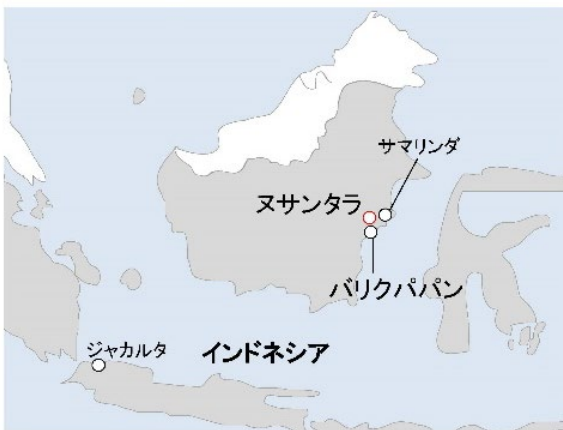 サマリンダ
ヌサンタラ
バリクパパン
ジャカルタ
インドネシア